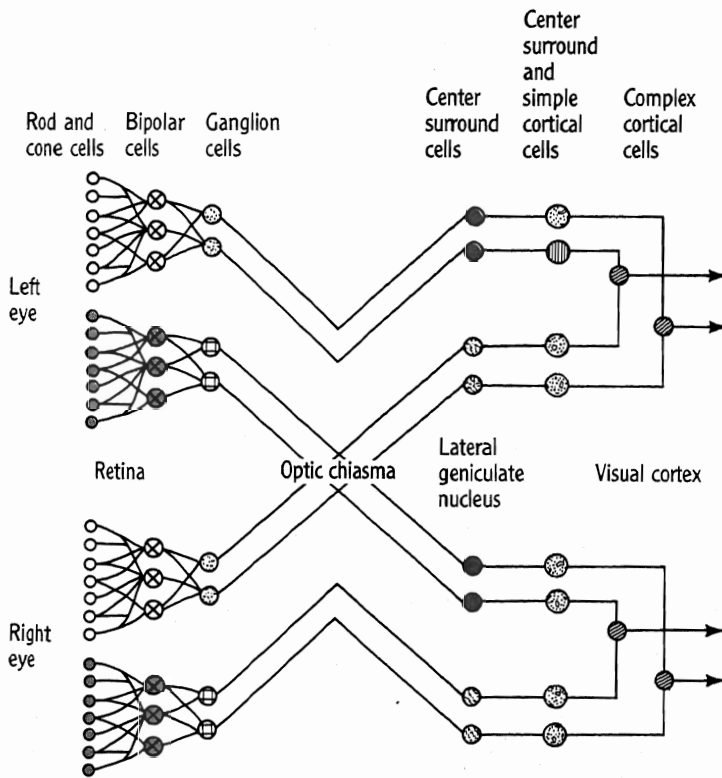 Rod and
cone cells
Bipolar
cells
Ganglion
cells
Center
surround
cells
Center
surround
and
simple
cortical
cells
Complex
cortical
cells
Left
eye
Retina
Optic chiasma
Lateral
geniculate
nucleus
Visual cortex
Right
eye